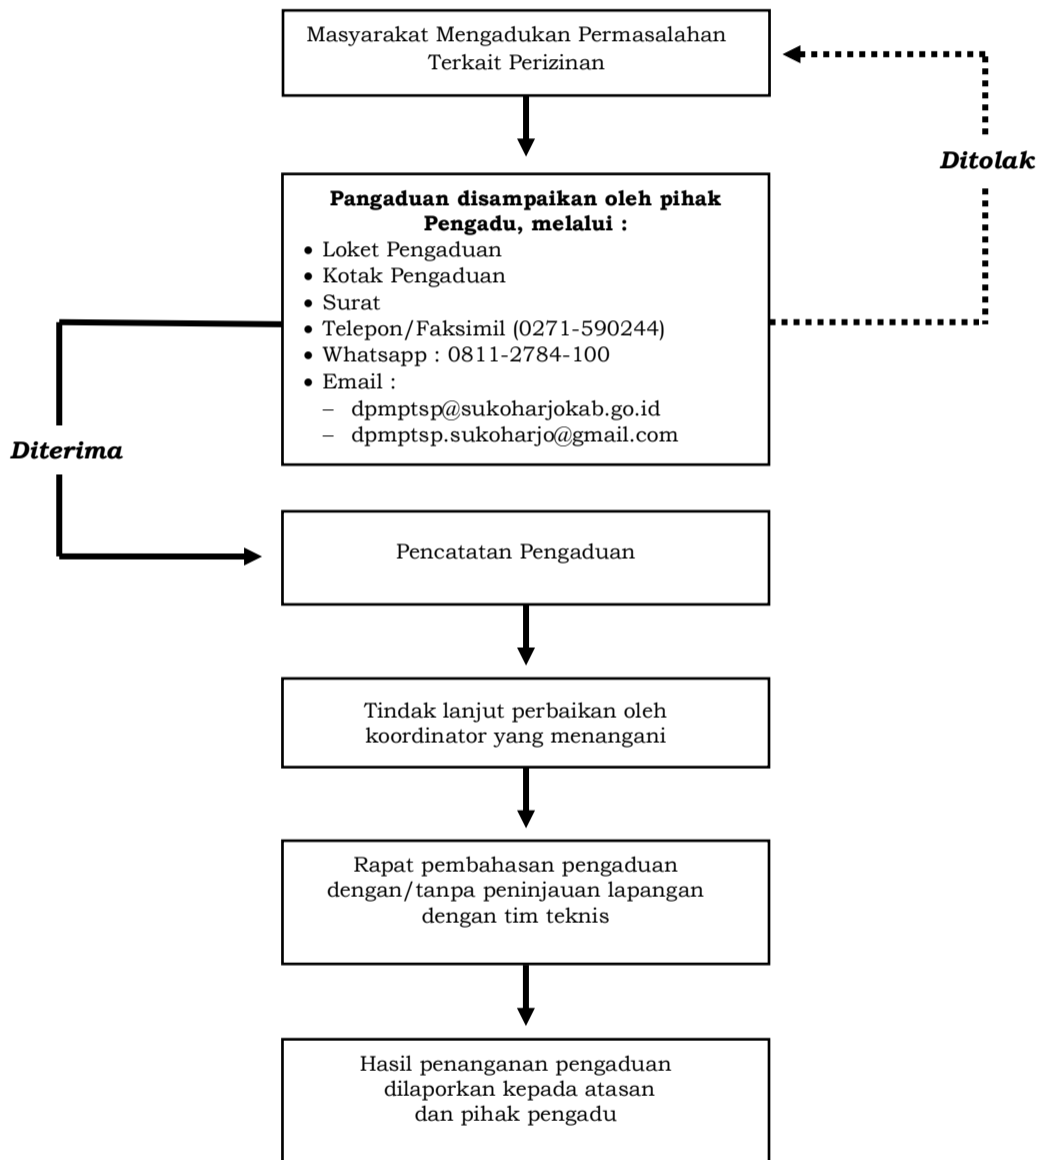 Masyarakat Mengadukan Permasalahan
Terkait Perizinan
Ditolak
Pangaduan disampaikan oleh pihak
Pengadu, melalui :
• Loket Pengaduan
• Kotak Pengaduan
• Surat
• Telepon/Faksimil (0271-590244)
• Whatsapp : 0811-2784-100
• Email :
– dpmptsp@sukoharjokab.go.id
– dpmptsp.sukoharjo@gmail.com
Diterima
Pencatatan Pengaduan
Tindak lanjut perbaikan oleh
koordinator yang menangani
Rapat pembahasan pengaduan
dengan/tanpa peninjauan lapangan
dengan tim teknis
Hasil penanganan pengaduan
dilaporkan kepada atasan
dan pihak pengadu